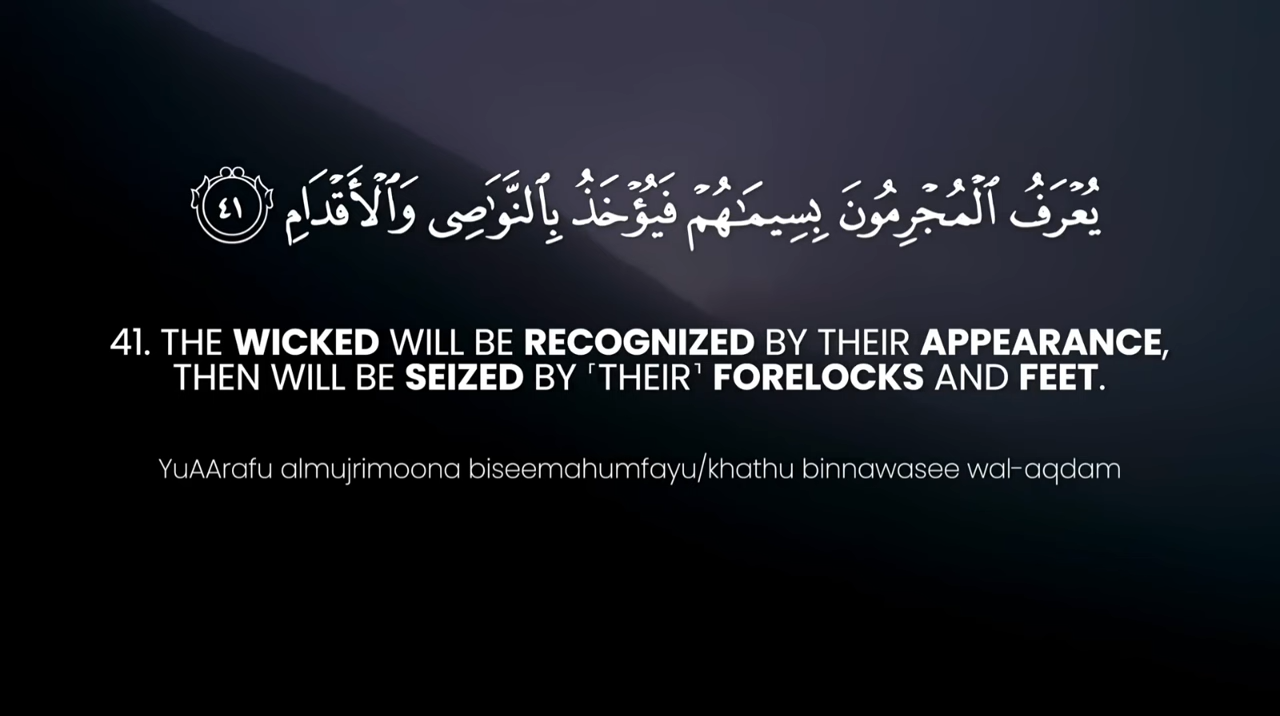 يُعْرَفُ ٱلْمُجْرِمُونَ بِسِيمَـٰهُمْ فَيُؤْخَذُ بِٱلنَّوَٰصِى وَٱلْأَقْدَامِ ٤١
41. THE WICKED WILL BE RECOGNIZED BY THEIR APPEARANCE,
THEN WILL BE SEIZED BY ˹THEIR˺ FORELOCKS AND FEET.
YuAArafu almujrimoona biseemahumfayu/khathu binnawasee wal-aqdam